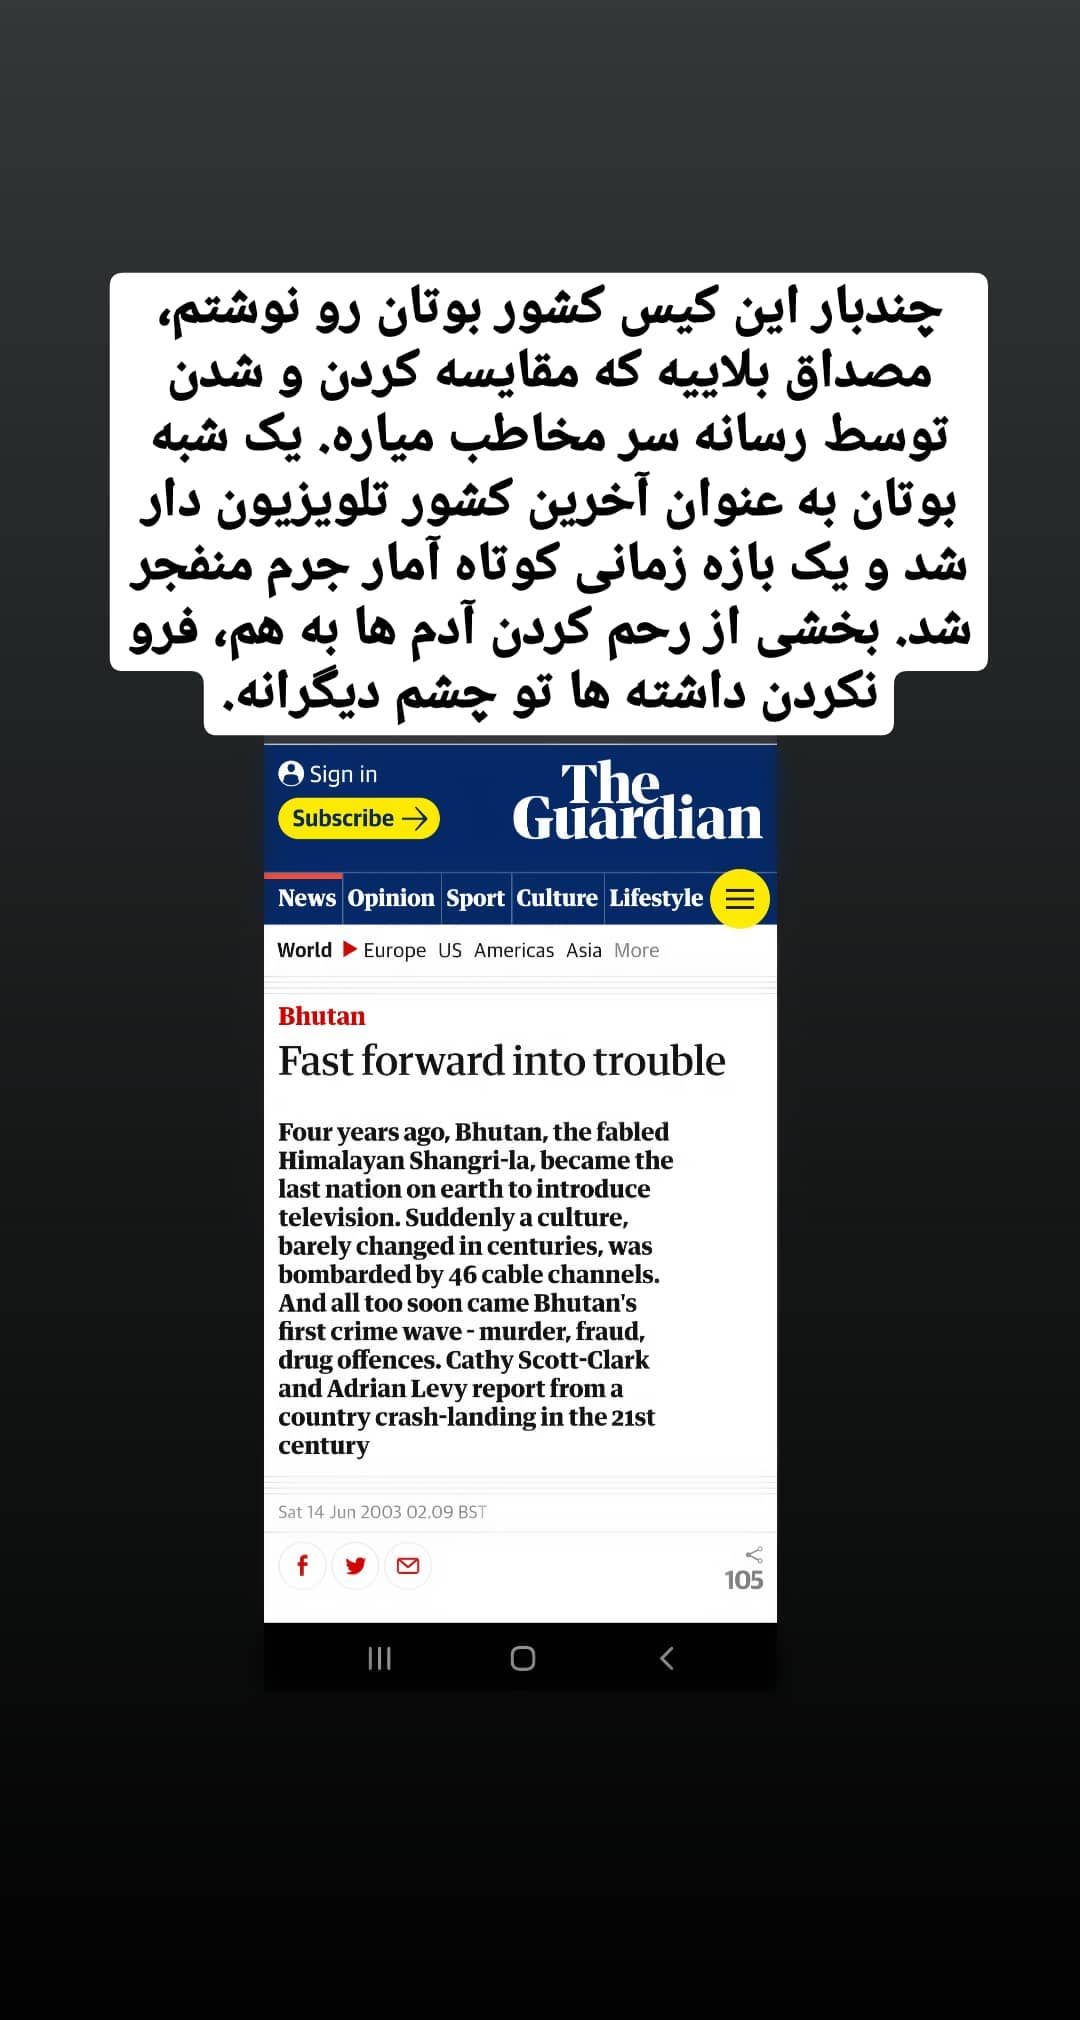 چندبار این کیس کشور بوتان رو نوشتم،
مصداق بلاییه که مقایسه کردن و شدن
توسط رسانه سر مخاطب میاره. یک شبه
بوتان به عنوان آخرین کشور تلویزیون دار
شد و یک بازه زمانی کوتاه آمار جرم منفجر
شد. بخشی از رحم کردن آدم ها به هم، فرو
نکردن داشته ها تو چشم دیگرانه.
Sign in
Subscribe
The
Guardian
News Opinion Sport Culture Lifestyle
World Europe US Americas Asia More
Bhutan
Fast forward into trouble
Four years ago, Bhutan, the fabled
Himalayan Shangri-la, became the
last nation on earth to introduce
television. Suddenly a culture,
barely changed in centuries, was
bombarded by 46 cable channels.
And all too soon came Bhutan's
first crime wave - murder, fraud,
drug offences. Cathy Scott-Clark
and Adrian Levy report from a
country crash-landing in the 21st
century
Sat 14 Jun 2003 02.09 BST
105